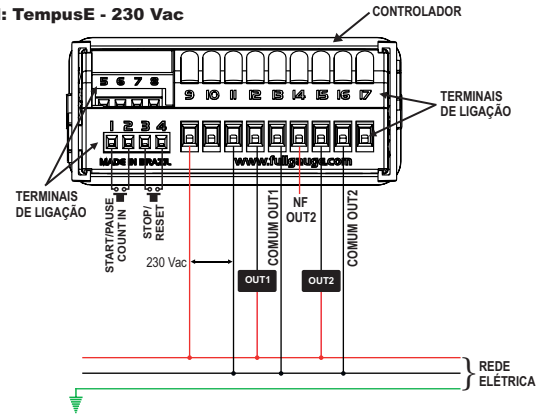 : TempusE - 230 Vac
CONTROLADOR
5 6 7 8
9 10 11 12 13 14 15 16 17
TERMINAIS
DE LIGAÇÃO
1 2 3 4
MADE IN BRAZIL
www.fullgauge.com
TERMINAIS
DE LIGAÇÃO
START/PAUSE
COUNT IN
STOP/
RESET
COMUM OUT1
NF
OUT2
COMUM OUT2
230 Vac
OUT1
OUT2
REDE
ELÉTRICA